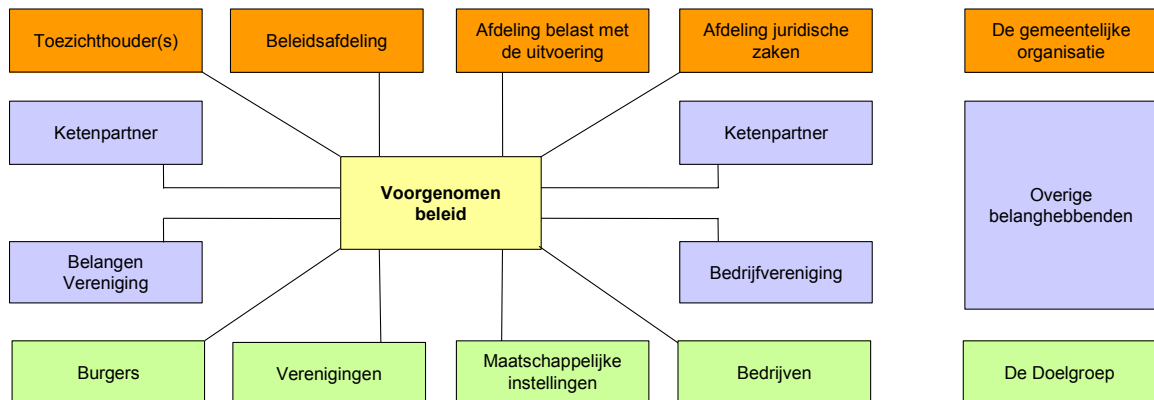 Toezichthouder(s)
Beleidsafdeling
Afdeling belast met
de uitvoering
Afdeling juridische
zaken
De gemeentelijke
organisatie
Ketenpartner
Ketenpartner
Voorgenomen
beleid
Overige
belanghebbenden
Belangen
Vereniging
Bedrijfvereniging
Burgers
Verenigingen
Maatschappelijke
instellingen
Bedrijven
De Doelgroep